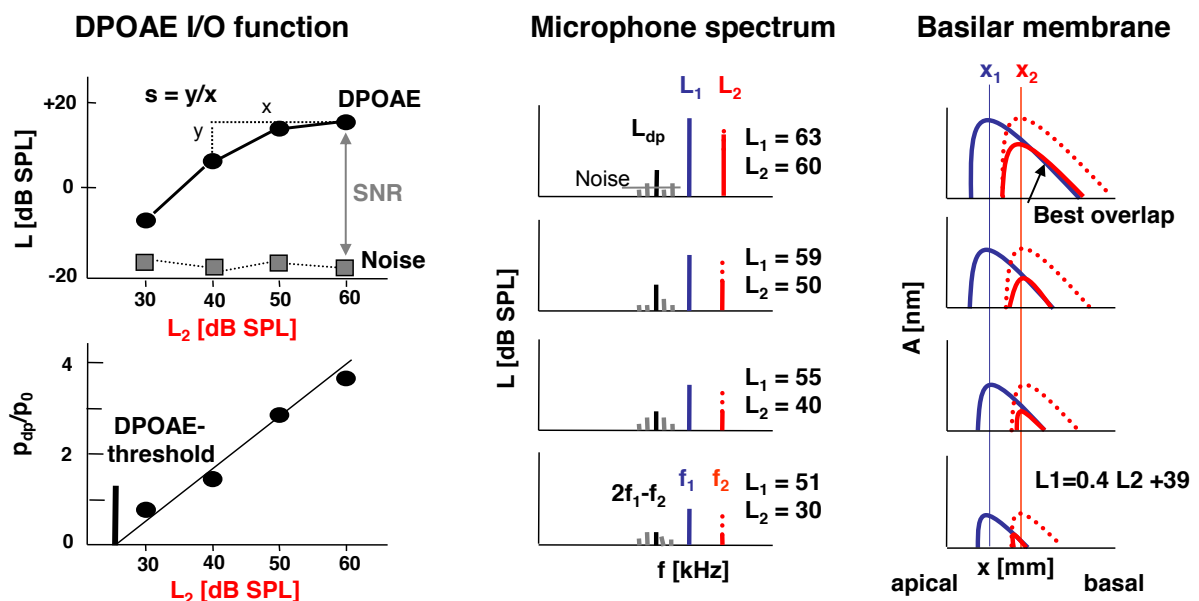 DPOAE I/O function
+20
0
-20
L [dB SPL]
s = y/x
x
y
DPOAE
SNR
Noise
30 40 50 60
L2 [dB SPL]
4
2
0
pdp/p0
DPOAE-
threshold
30 40 50 60
L2 [dB SPL]
Microphone spectrum
L1 L2
Ldp
Noise
L1 = 63
L2 = 60
L1 = 59
L2 = 50
L [dB SPL]
L1 = 55
L2 = 40
2f1-f2
f1 f2
L1 = 51
L2 = 30
f [kHz]
Basilar membrane
x1 x2
Best overlap
A [nm]
L1=0.4 L2 +39
apical x [mm] basal